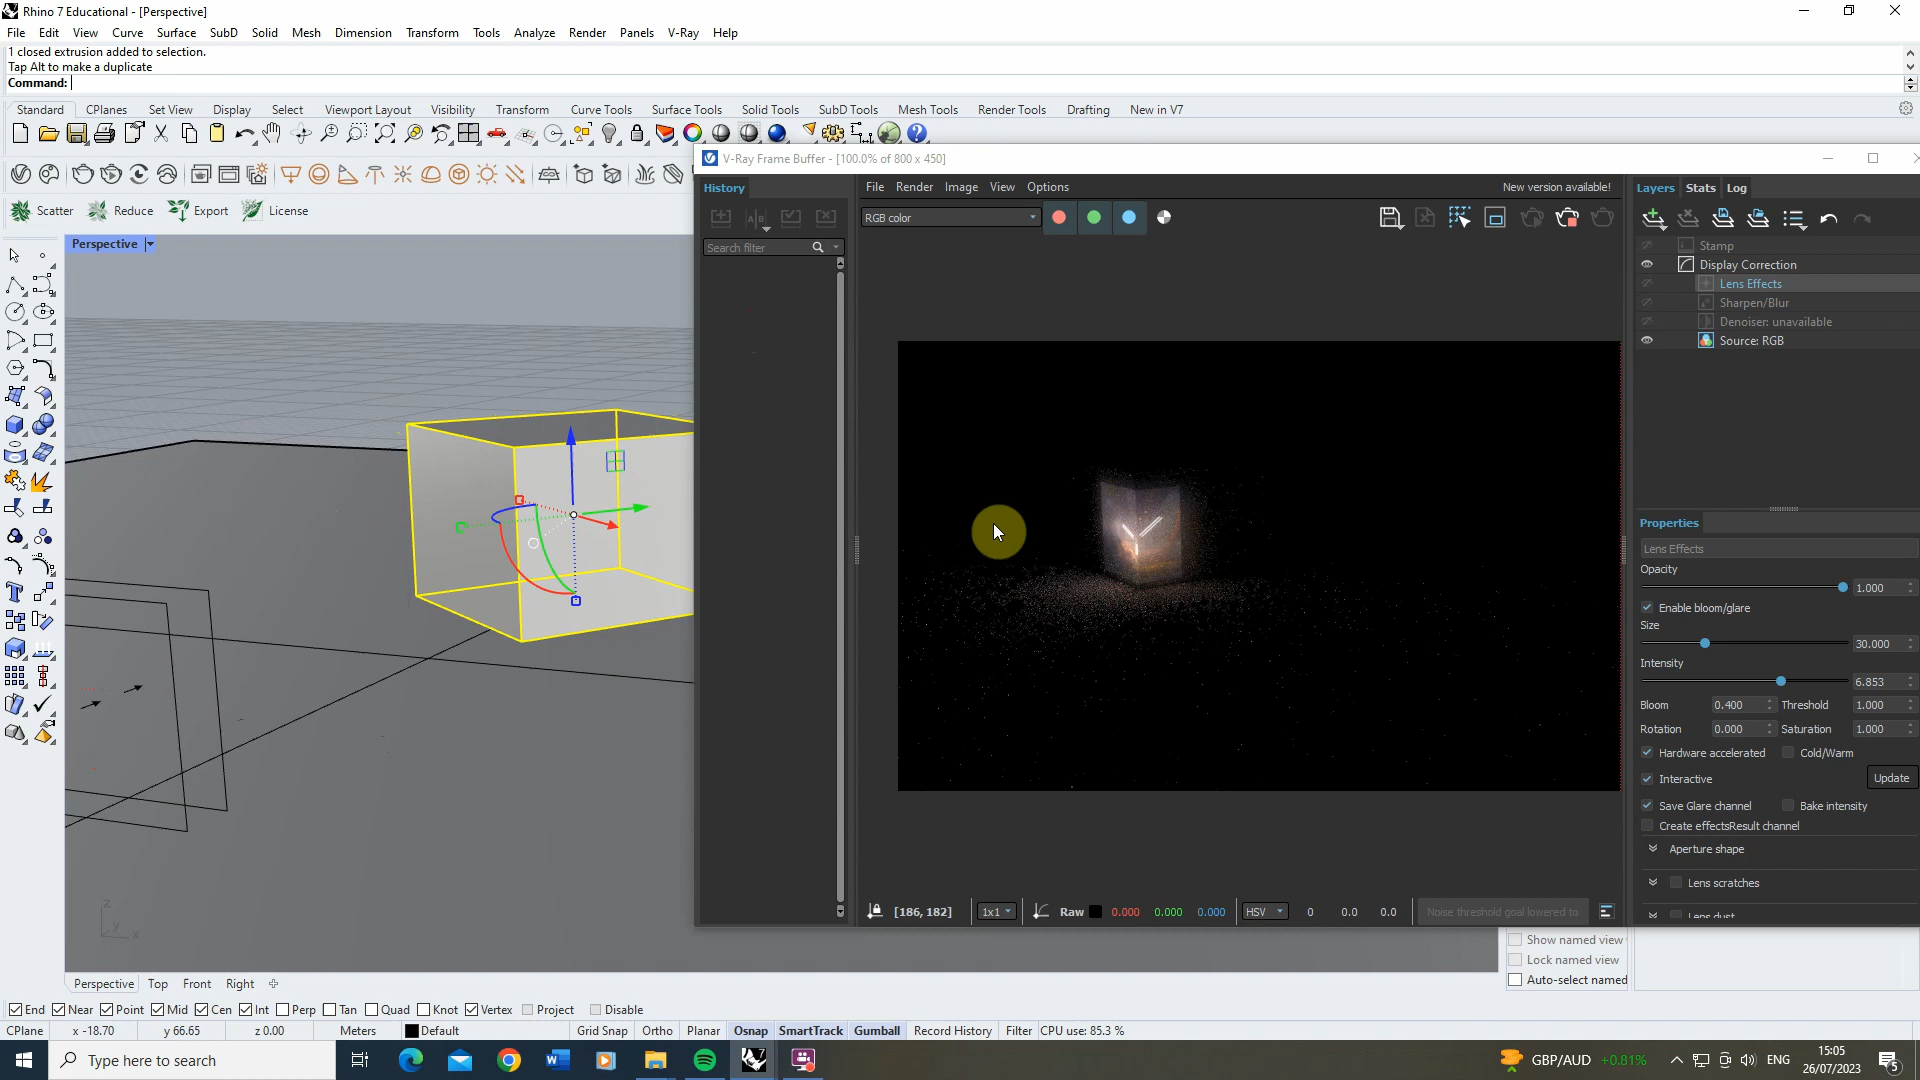 Rhino 7 Educational - [Perspective]
File Edit View Curve Surface SubD Solid Mesh Dimension Transform Tools Analyze Render Panels V-Ray Help
1 closed extrusion added to selection.
Tap Alt to make a duplicate
Command:
Standard CPlanes Set View Display Select Viewport Layout Visibility Transform Curve Tools Surface Tools Solid Tools SubD Tools Mesh Tools Render Tools Drafting New in V7
V-Ray Frame Buffer - [100.0% of 800 x 450]
History File Render Image View Options New version available! Layers Stats Log
Scatter Reduce Export License
RGB color
Search filter
Perspective
Stamp
Display Correction
Lens Effects
Sharpen/Blur
Denoiser: unavailable
Source: RGB
Properties
Lens Effects
Opacity
1.000
Enable bloom/glare
Size
30.000
Intensity
6.853
Bloom 0.400 Threshold 1.000
Rotation 0.000 Saturation 1.000
Hardware accelerated Cold/Warm
Interactive Update
Save Glare channel Bake intensity
Create effectsResult channel
Aperture shape
Lens scratches
Lens dust
z
y
x
[186, 182] 1x1 Raw 0.000 0.000 0.000 HSV 0 0.0 0.0 Noise threshold goal lowered to
Show named view
Lock named view
Auto-select named
Perspective Top Front Right
End Near Point Mid Cen Int Perp Tan Quad Knot Vertex Project Disable
CPlane x -18.70 y 66.65 z 0.00 Meters Default Grid Snap Ortho Planar Osnap SmartTrack Gumball Record History Filter CPU use: 85.3 %
Type here to search
GBP/AUD +0.81% ENG 15:05
26/07/2023
5